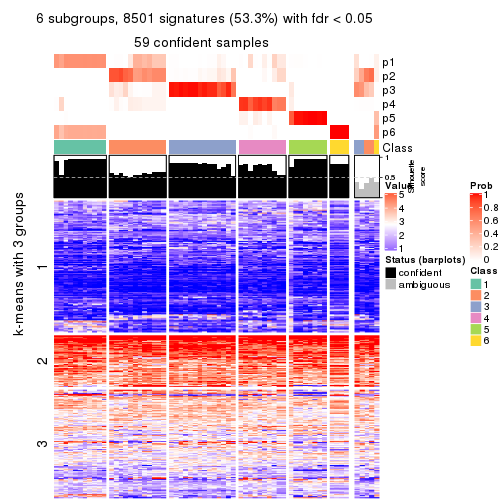 6 subgroups, 8501 signatures (53.3%) with fdr < 0.05
59 confident samples
p1
p2
p3
p4
p5
p6
Class
1
0.5
0
Silhouette
score
k-means with 3 groups
1
2
3
Value
5
4
3
2
1
Status (barplots)
confident
ambiguous
Prob
1
0.8
0.6
0.4
0.2
0
Class
1
2
3
4
5
6